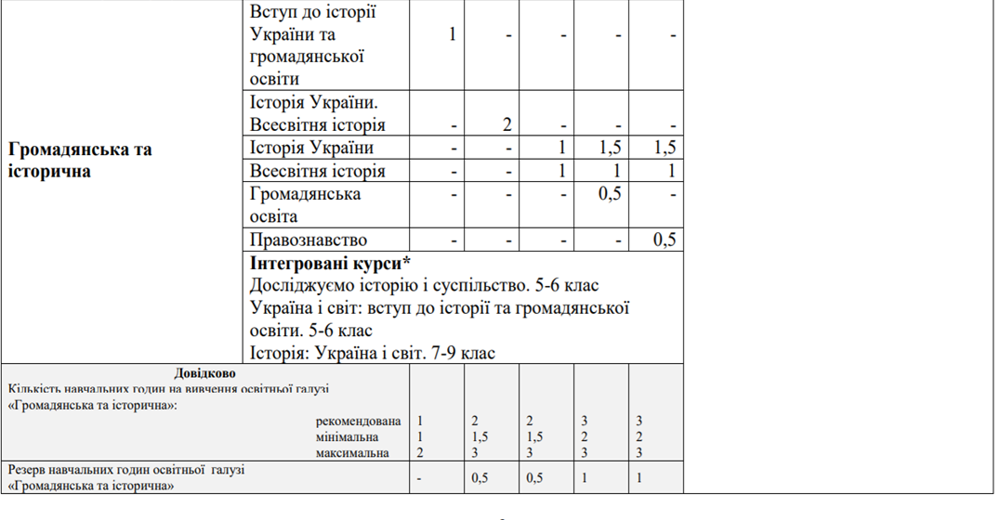 Вступ до історії
України та
громадянської
освіти
1 - - - -
Історія України.
Всесвітня історія - 2 - - -
Громадянська та
історична
Історія України - - 1 1,5 1,5
Всесвітня історія - - 1 1 1
Громадянська
освіта
- - - 0,5 -
Правознавство - - - - 0,5
Інтегровані курси*
Досліджуємо історію і суспільство. 5-6 клас
Україна і світ: вступ до історії та громадянської
освіти. 5-6 клас
Історія: Україна і світ. 7-9 клас
Довідково
Кількість навчальних годин на вивчення освітньої галузі
«Громадянська та історична»:
рекомендована 1 2 2 3 3
мінімальна 1 1,5 1,5 2 2
максимальна 2 3 3 3 3
Резерв навчальних годин освітньої галузі
«Громадянська та історична»
- 0,5 0,5 1 1